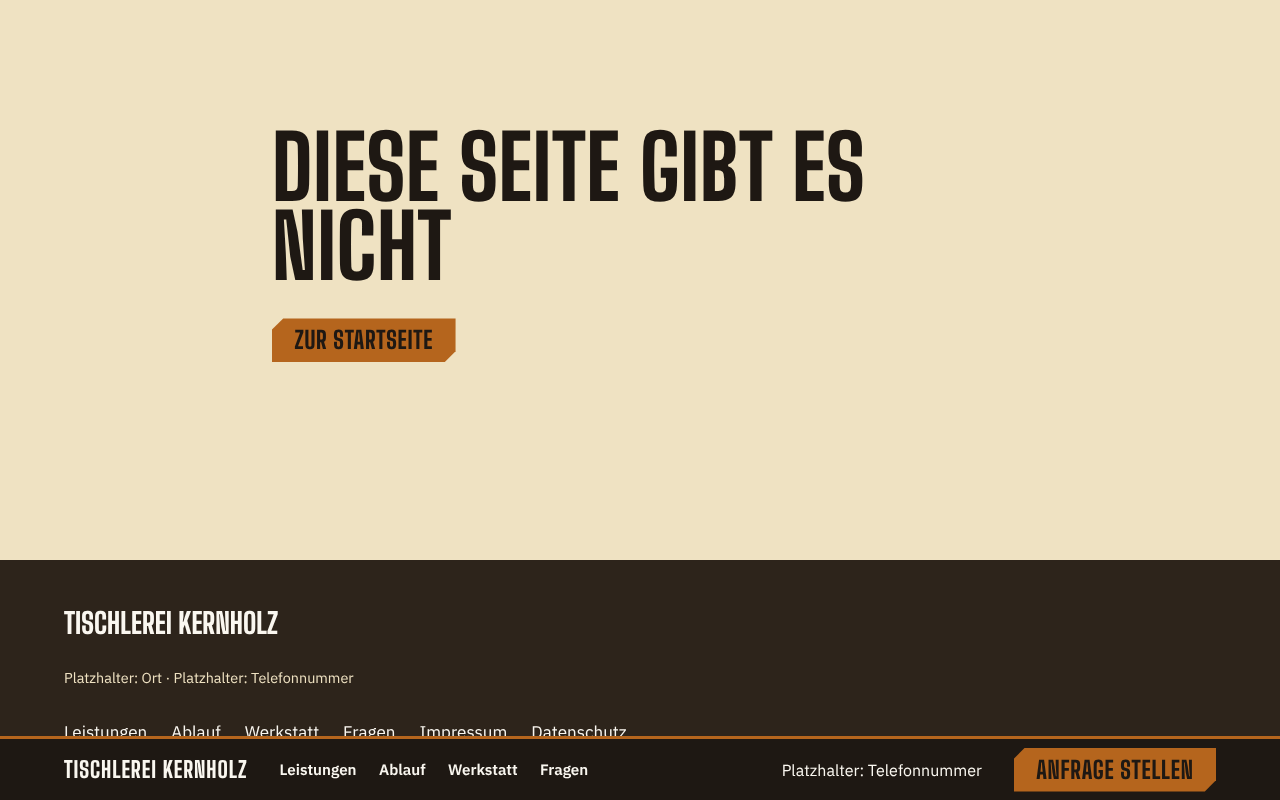 DIESE SEITE GIBT ES
NICHT
ZUR STARTSEITE
TISCHLEREI KERNHOLZ
Platzhalter: Ort · Platzhalter: Telefonnummer
Leistungen Ablauf Werkstatt Fragen Impressum Datenschutz
TISCHLEREI KERNHOLZ Leistungen Ablauf Werkstatt Fragen Platzhalter: Telefonnummer ANFRAGE STELLEN